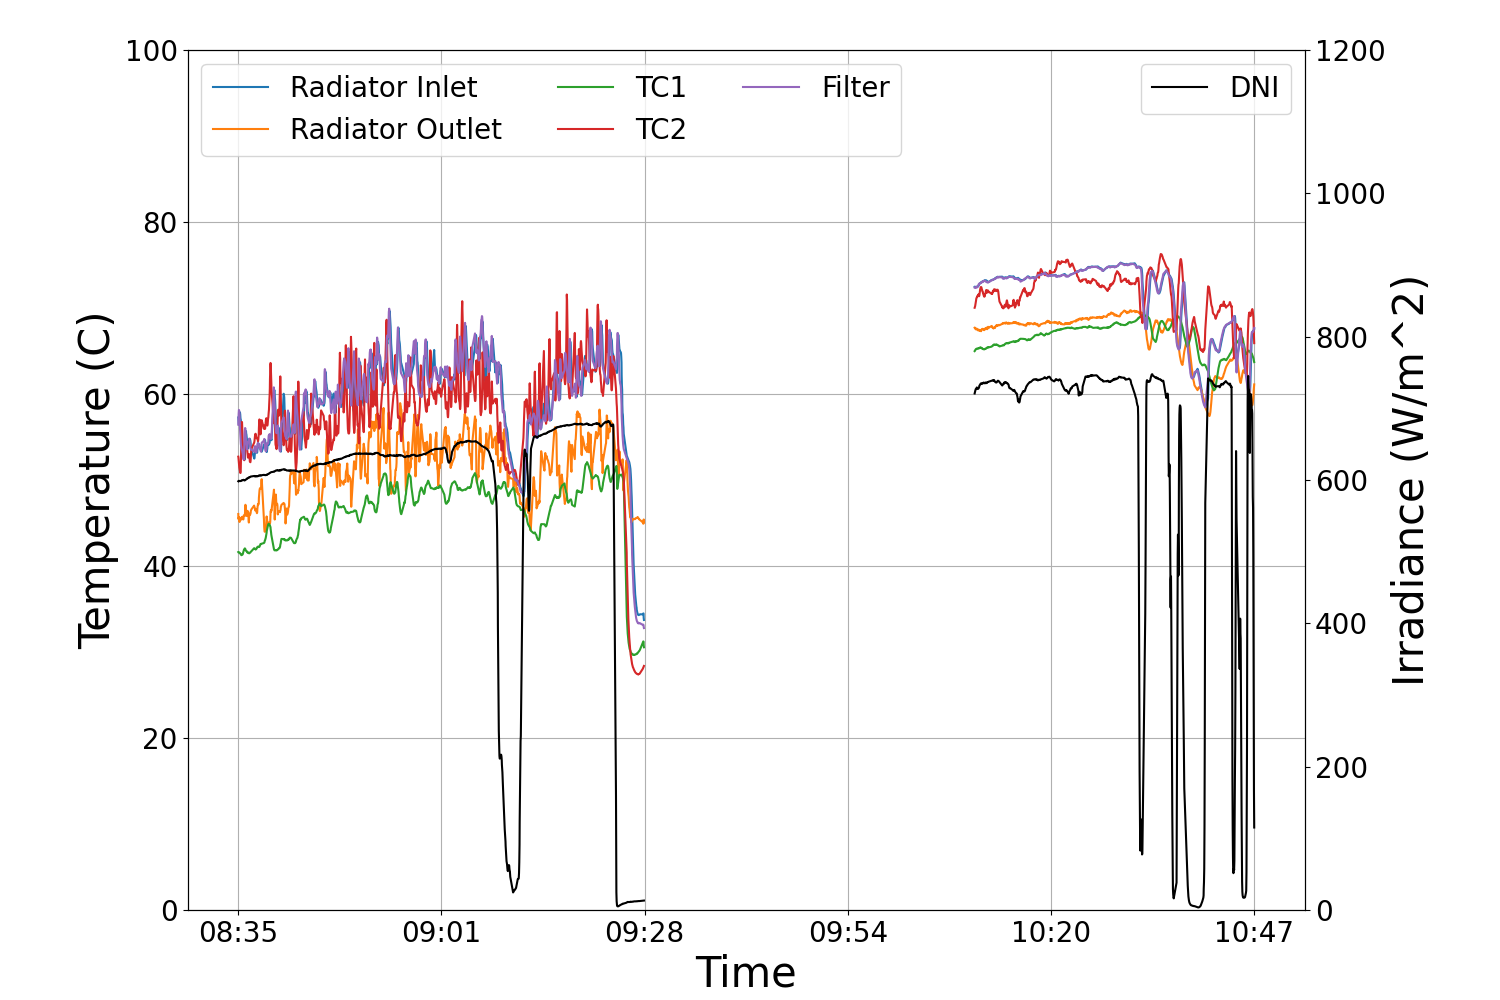 100
80
60
40
20
0
Temperature (C)
Radiator Inlet
Radiator Outlet
TC1
TC2
Filter
DNI
1200
1000
800
600
400
200
0
Irradiance (W/m^2)
08:35 09:01 09:28 09:54 10:20 10:47
Time